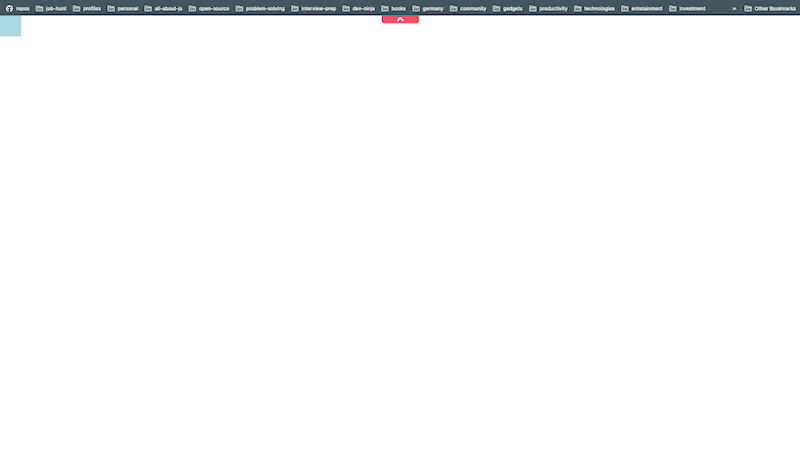 repos job-hunt profiles personal all-about-js open-source problem-solving interview-prep dev-ninja books germany community gadgets productivity technologies entetainment investment » Other Bookmarks